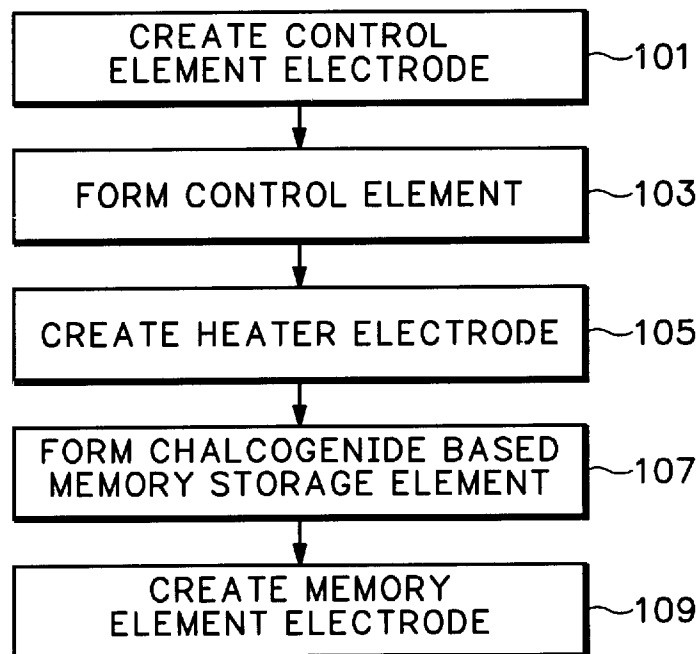 CREATE CONTROL
ELEMENT ELECTRODE
101
FORM CONTROL ELEMENT
103
CREATE HEATER ELECTRODE
105
FORM CHALCOGENIDE BASED
MEMORY STORAGE ELEMENT
107
CREATE MEMORY
ELEMENT ELECTRODE
109